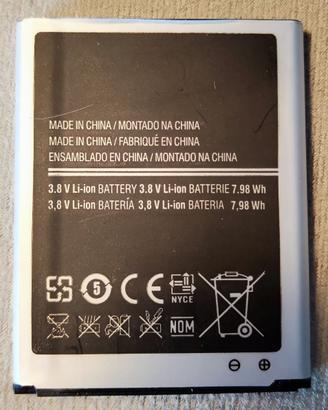 MADE IN CHINA / MONTADO NA CHINA
MADE IN CHINA / FABRIQUÉ EN CHINA
ENSAMBLADO EN CHINA / MONTADO NA CHINA
3.8 V Li-ion BATTERY 3.8 V Li-ion BATTERIE 7.98 Wh
3,8 V Li-ion BATERÍA 3,8 V Li-ion BATERIA 7,98 Wh
5 CE NYCE
NOM